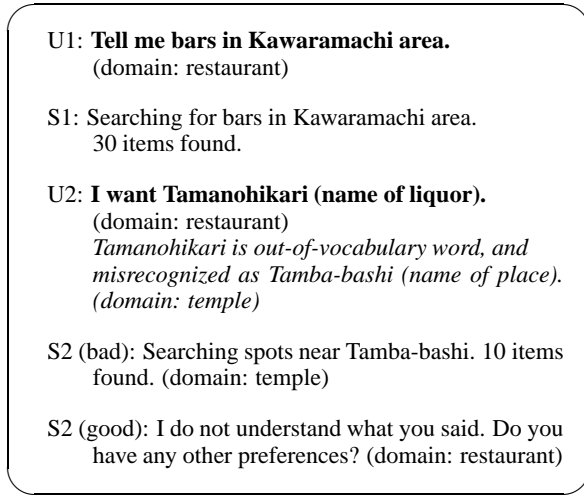 U1: Tell me bars in Kawaramachi area.
(domain: restaurant)
S1: Searching for bars in Kawaramachi area.
30 items found.
U2: I want Tamanohikari (name of liquor).
(domain: restaurant)
Tamanohikari is out-of-vocabulary word, and
misrecognized as Tamba-bashi (name of place).
(domain: temple)
S2 (bad): Searching spots near Tamba-bashi. 10 items
found. (domain: temple)
S2 (good): I do not understand what you said. Do you
have any other preferences? (domain: restaurant)